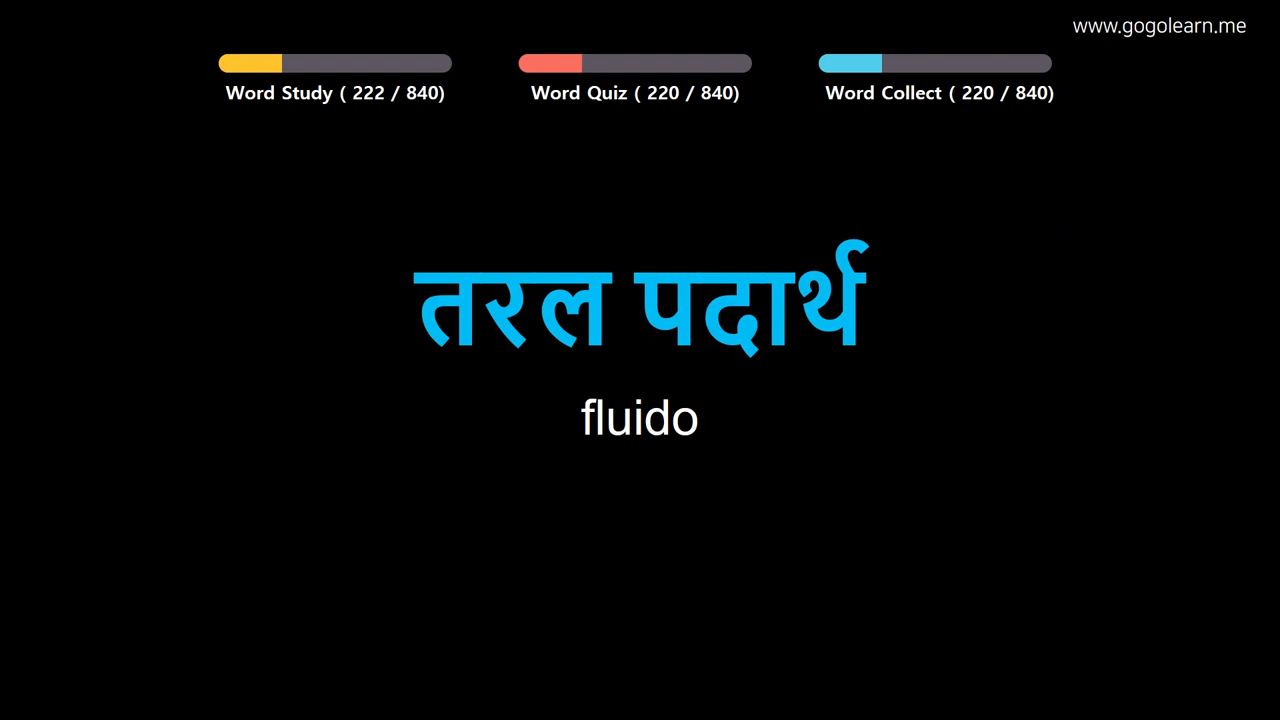 www.gogolearn.me
Word Study ( 222 / 840)
Word Quiz ( 220 / 840)
Word Collect ( 220 / 840)
तरल पदार्थ
fluido